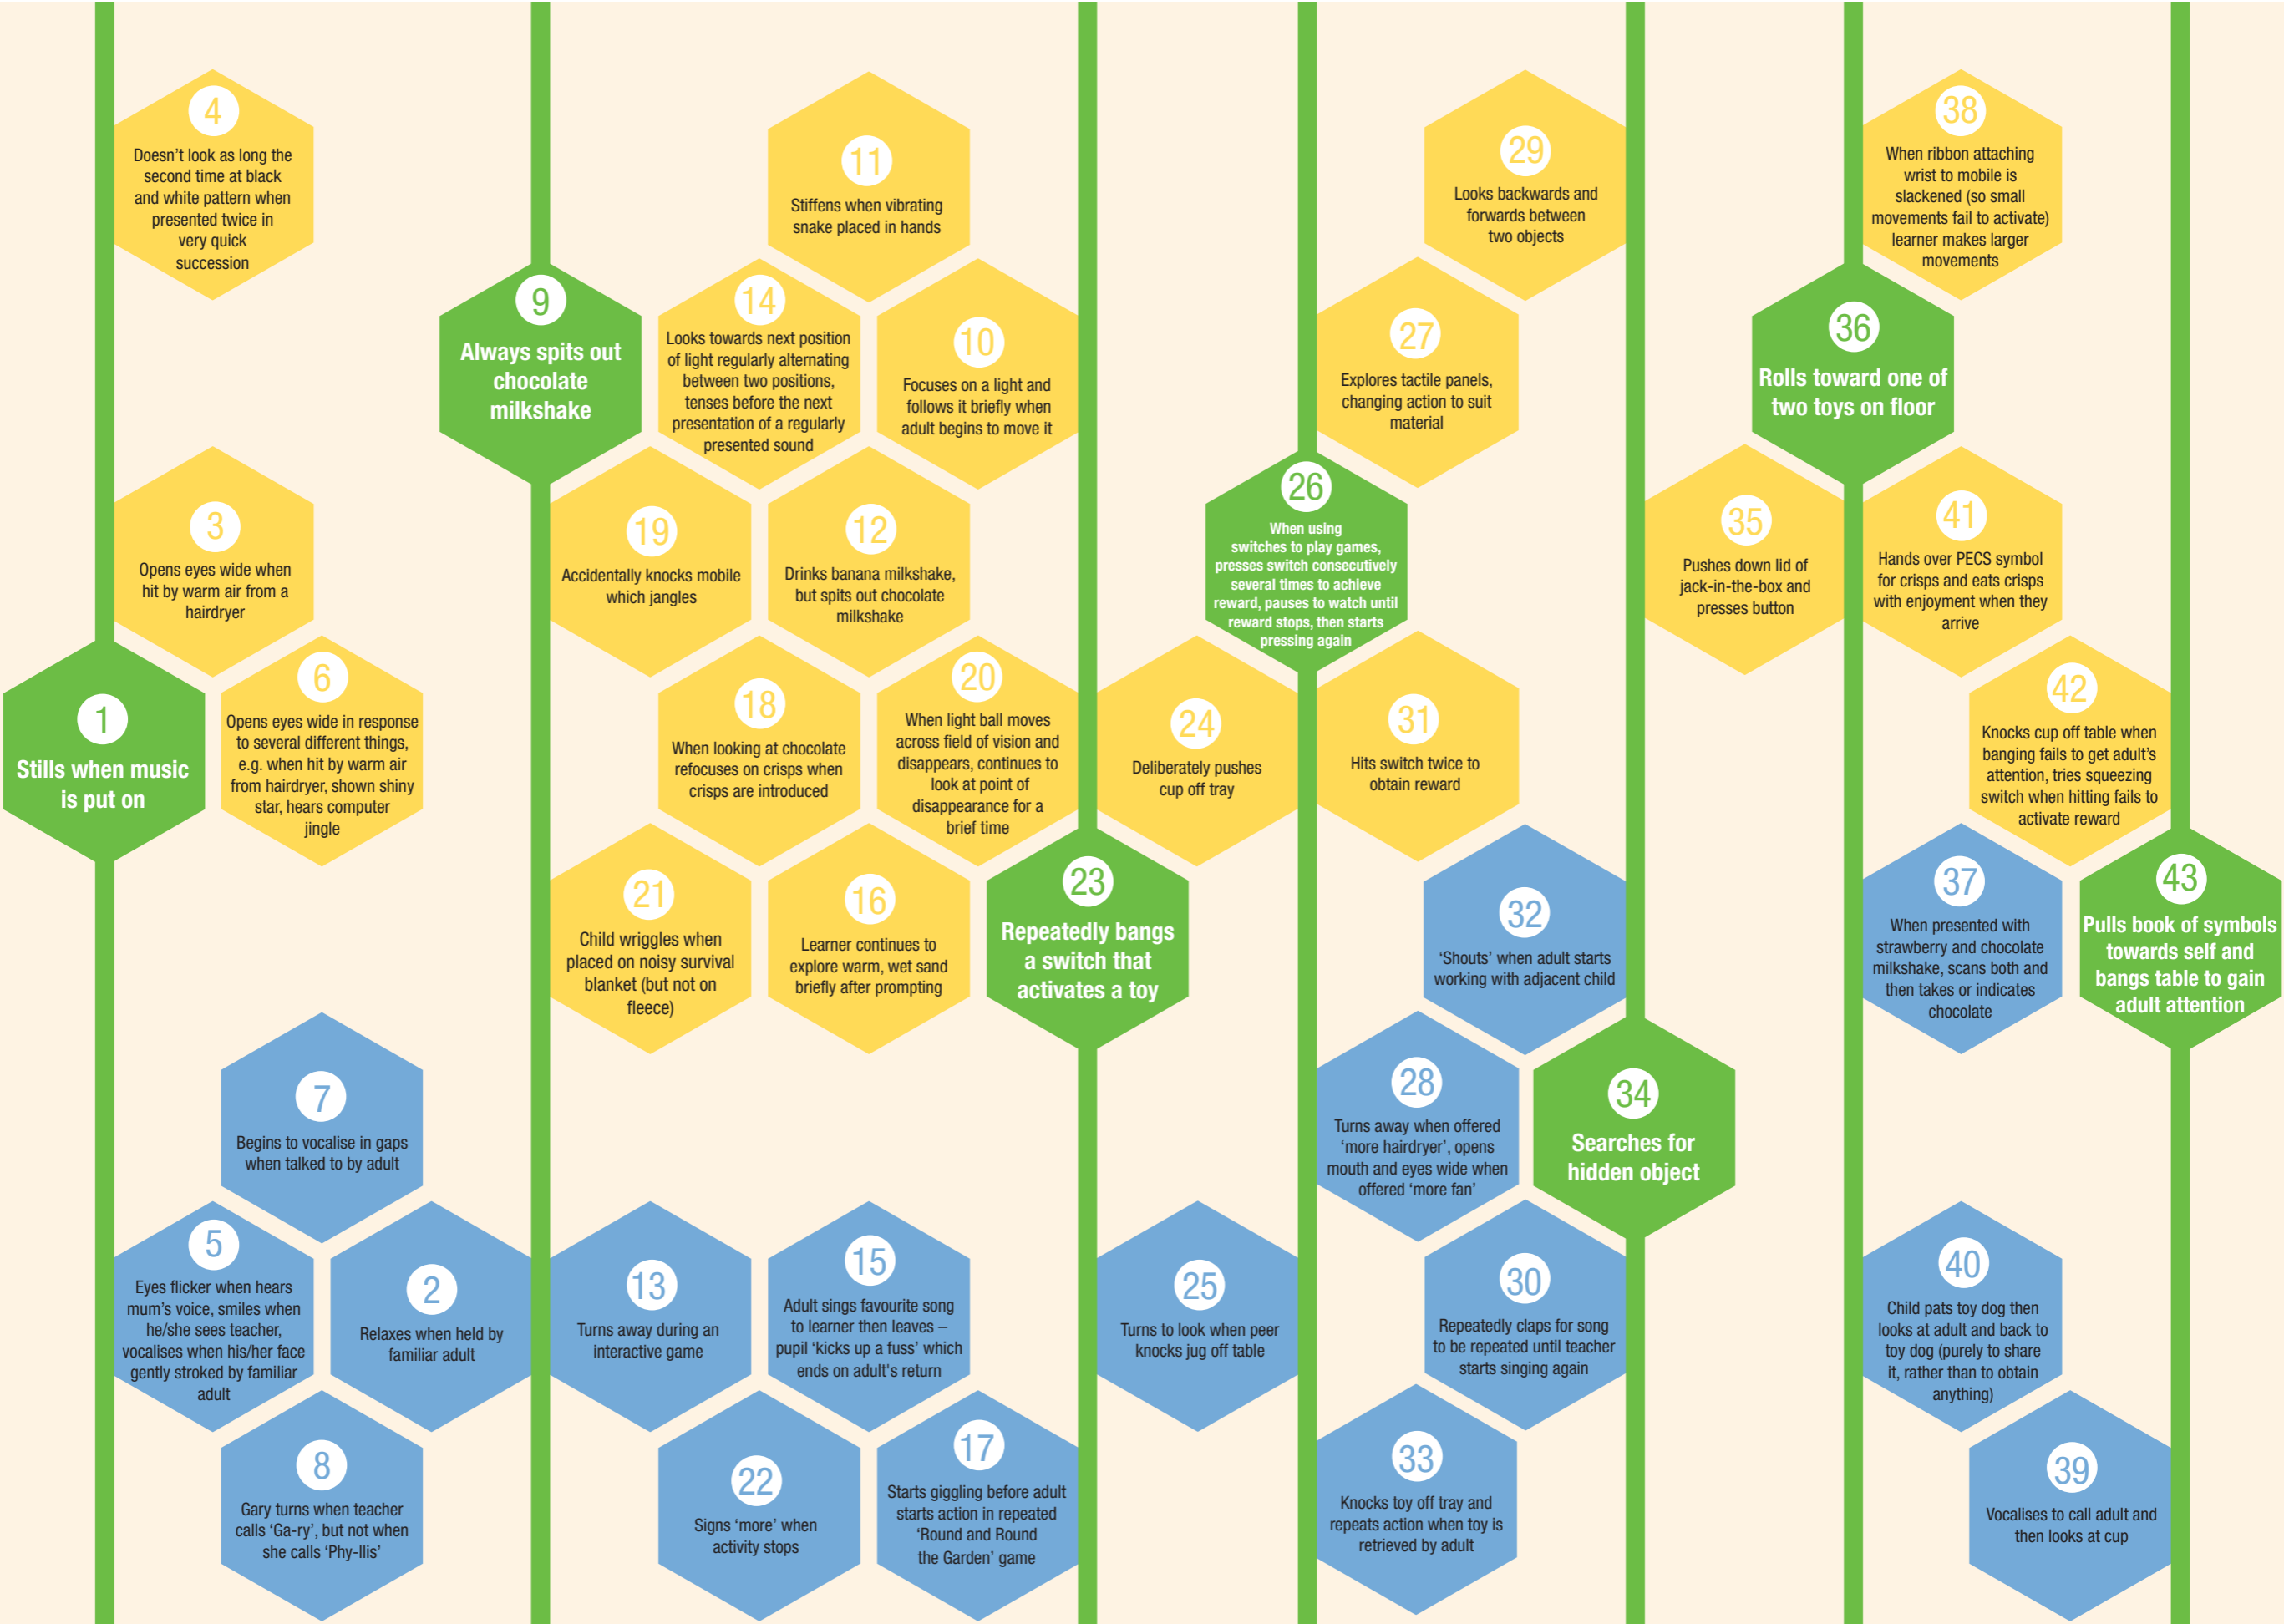 4
Doesn't look as long the
second time at black
and white pattern when
presented twice in
very quick
succession
3
Opens eyes wide when
hit by warm air from a
hairdryer
1
Stills when music
is put on
6
Opens eyes wide in response
to several different things,
e.g. when hit by warm air
from hairdryer, shown shiny
star, hears computer
jingle
7
Begins to vocalise in gaps
when talked to by adult
5
Eyes flicker when hears
mum's voice, smiles when
he/she sees teacher,
vocalises when his/her face
gently stroked by familiar
adult
2
Relaxes when held by
familiar adult
8
Gary turns when teacher
calls ‘Ga-ry’, but not when
she calls ‘Phy-llis’
9
Always spits out
chocolate
milkshake
11
Stiffens when vibrating
snake placed in hands
14
Looks towards next position
of light regularly alternating
between two positions,
tenses before the next
presentation of a regularly
presented sound
10
Focuses on a light and
follows it briefly when
adult begins to move it
19
Accidentally knocks mobile
which jangles
12
Drinks banana milkshake,
but spits out chocolate
milkshake
18
When looking at chocolate
refocuses on crisps when
crisps are introduced
20
When light ball moves
across field of vision and
disappears, continues to
look at point of
disappearance for a
brief time
21
Child wriggles when
placed on noisy survival
blanket (but not on
fleece)
16
Learner continues to
explore warm, wet sand
briefly after prompting
23
Repeatedly bangs
a switch that
activates a toy
13
Turns away during an
interactive game
15
Adult sings favourite song
to learner then leaves –
pupil ‘kicks up a fuss’ which
ends on adult's return
22
Signs ‘more’ when
activity stops
17
Starts giggling before adult
starts action in repeated
‘Round and Round
the Garden’ game
24
Deliberately pushes
cup off tray
25
Turns to look when peer
knocks jug off table
29
Looks backwards and
forwards between
two objects
27
Explores tactile panels,
changing action to suit
material
26
When using
switches to play games,
presses switch consecutively
several times to achieve
reward, pauses to watch until
reward stops, then starts
pressing again
31
Hits switch twice to
obtain reward
32
‘Shouts’ when adult starts
working with adjacent child
28
Turns away when offered
‘more hairdryer’, opens
mouth and eyes wide when
offered ‘more fan’
34
Searches for
hidden object
30
Repeatedly claps for song
to be repeated until teacher
starts singing again
33
Knocks toy off tray and
repeats action when toy is
retrieved by adult
38
When ribbon attaching
wrist to mobile is
slackened (so small
movements fail to activate)
learner makes larger
movements
36
Rolls toward one of
two toys on floor
35
Pushes down lid of
jack-in-the-box and
presses button
41
Hands over PECS symbol
for crisps and eats crisps
with enjoyment when they
arrive
42
Knocks cup off table when
banging fails to get adult's
attention, tries squeezing
switch when hitting fails to
activate reward
37
When presented with
strawberry and chocolate
milkshake, scans both and
then takes or indicates
chocolate
43
Pulls book of symbols
towards self and
bangs table to gain
adult attention
40
Child pats toy dog then
looks at adult and back to
toy dog (purely to share
it, rather than to obtain
anything)
39
Vocalises to call adult and
then looks at cup